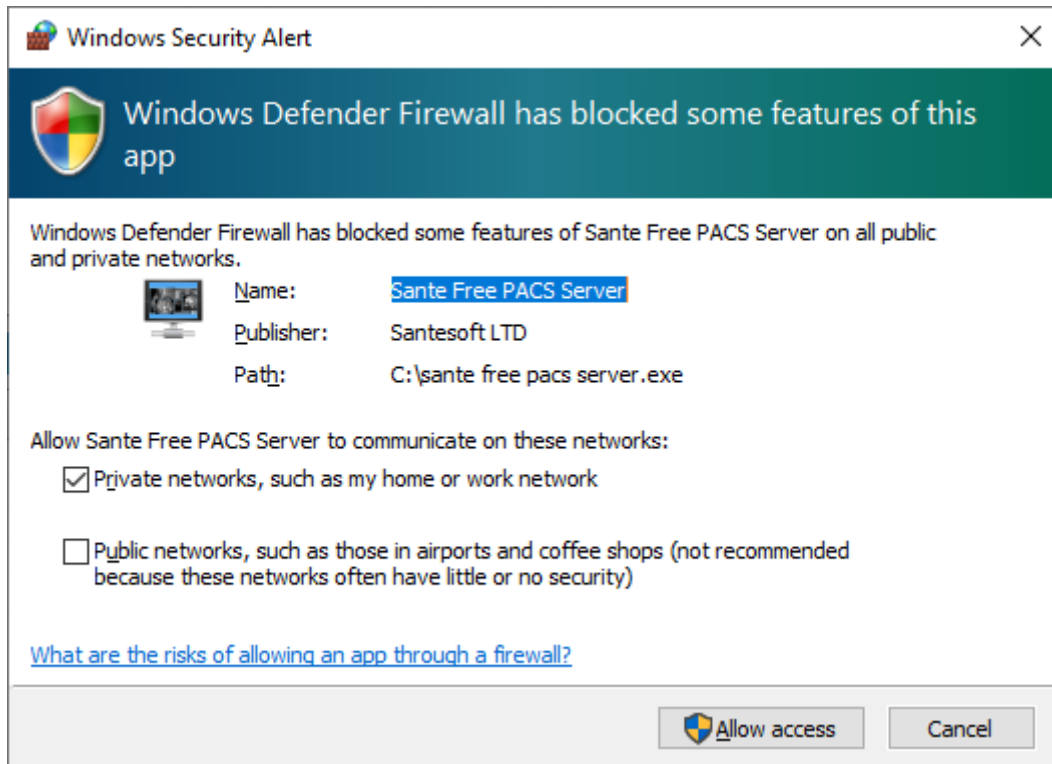 Windows Security Alert
Windows Defender Firewall has blocked some features of this
app
Windows Defender Firewall has blocked some features of Sante Free PACS Server on all public
and private networks.
Name: Sante Free PACS Server
Publisher: Santesoft LTD
Path: C:\sante free pacs server.exe
Allow Sante Free PACS Server to communicate on these networks:
Private networks, such as my home or work network
Public networks, such as those in airports and coffee shops (not recommended
because these networks often have little or no security)
What are the risks of allowing an app through a firewall?
Allow access Cancel